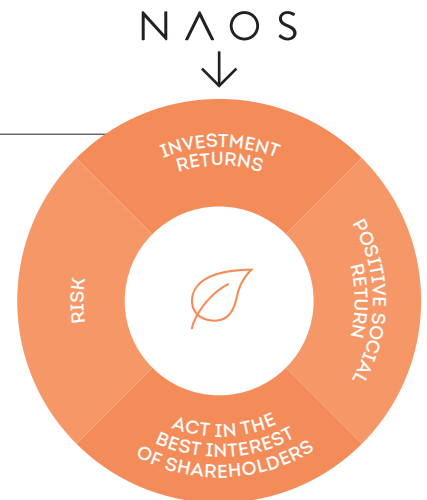 NAOS
INVESTMENT
RETURNS
POSITIVE SOCIAL
RETURN
ACT IN THE
BEST INTEREST
OF SHAREHOLDERS
RISK